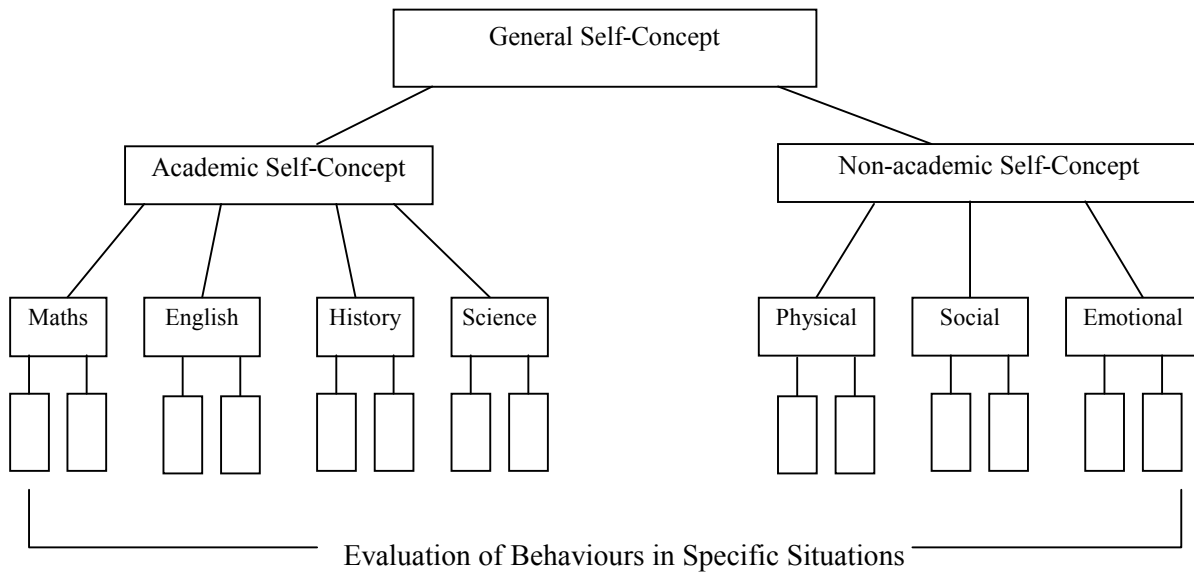 General Self-Concept
Academic Self-Concept
Non-academic Self-Concept
Maths
English
History
Science
Physical
Social
Emotional
Evaluation of Behaviours in Specific Situations